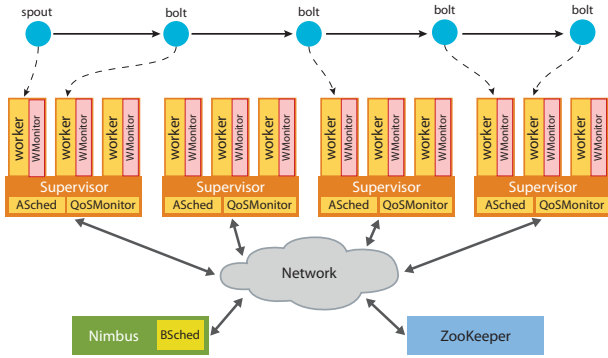 spout bolt bolt bolt bolt
worker WMonitor worker WMonitor worker WMonitor worker WMonitor worker WMonitor worker WMonitor worker WMonitor worker WMonitor worker WMonitor worker WMonitor worker WMonitor worker WMonitor
Supervisor Supervisor Supervisor Supervisor
ASched QoSMonitor ASched QoSMonitor ASched QoSMonitor ASched QoSMonitor
Network
Nimbus BSched ZooKeeper